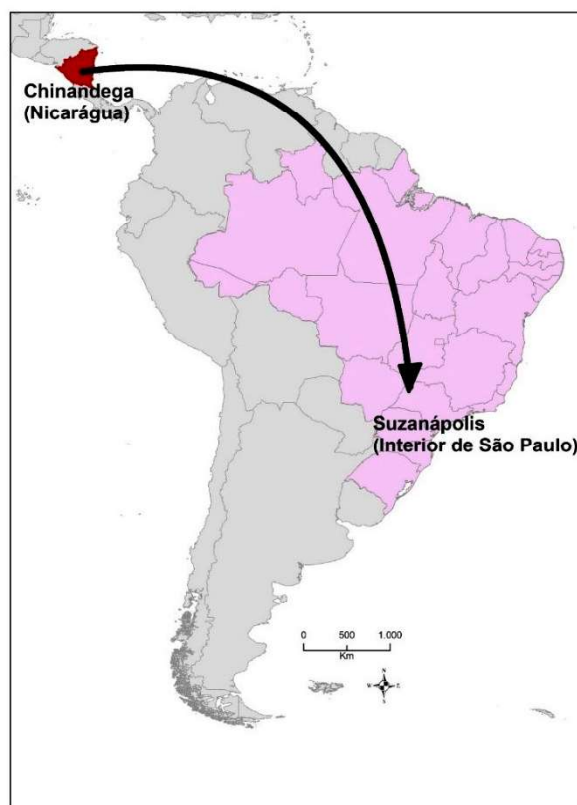 Chinandega
(Nicarágua)
Suzanápolis
(Interior de São Paulo)
0 500 1.000
Km
N
W E
S